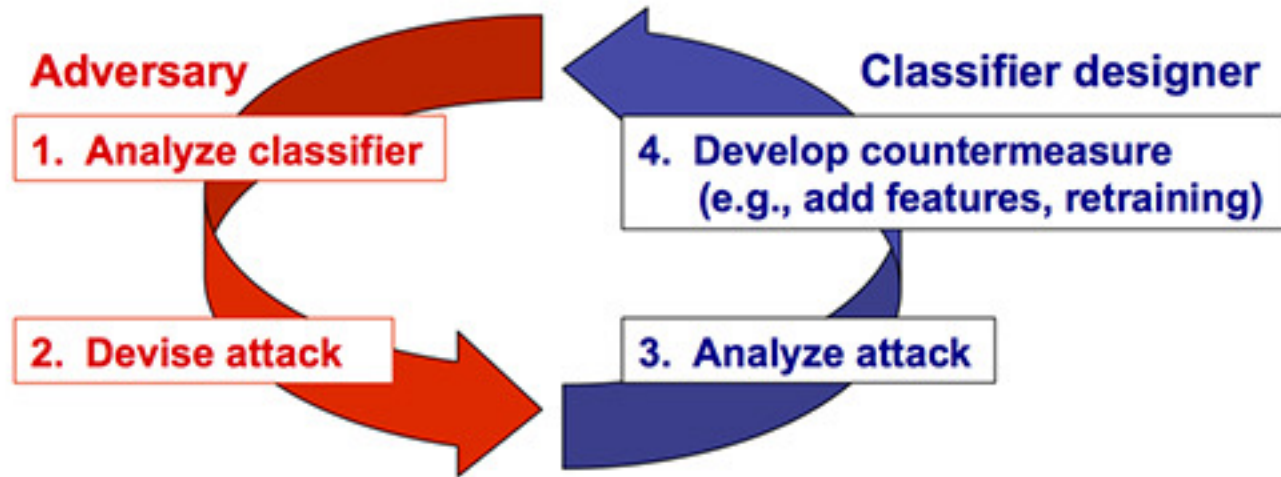 Adversary
1. Analyze classifier
2. Devise attack
Classifier designer
4. Develop countermeasure
(e.g., add features, retraining)
3. Analyze attack